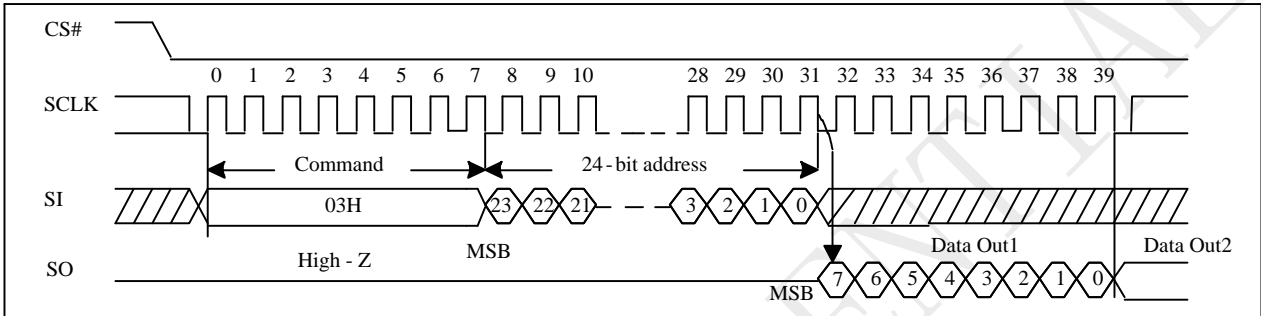 CS#
0 1 2 3 4 5 6 7 8 9 10 28 29 30 31 32 33 34 35 36 37 38 39
SCLK
Command 24-bit address
SI 03H 23 22 21 3 2 1 0
High - Z MSB Data Out1 Data Out2
SO 7 6 5 4 3 2 1 0
MSB